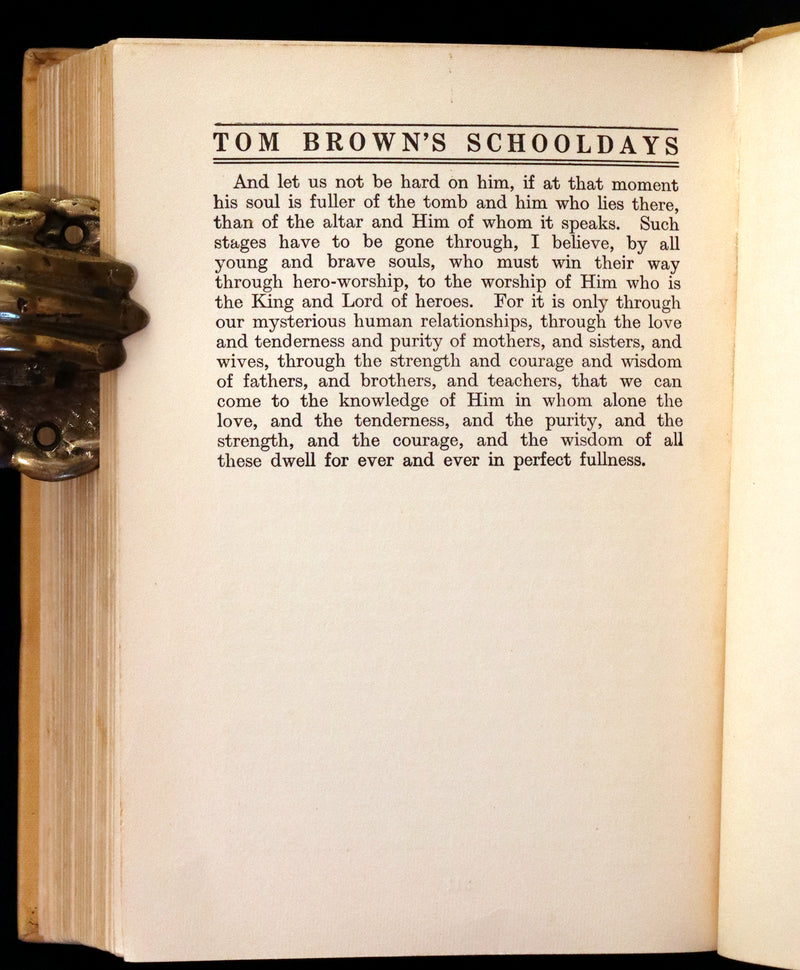 TOM BROWN'S SCHOOLDAYS
And let us not be hard on him, if at that moment
his soul is fuller of the tomb and him who lies there,
than of the altar and Him of whom it speaks. Such
stages have to be gone through, I believe, by all
young and brave souls, who must win their way
through hero-worship, to the worship of Him who is
the King and Lord of heroes. For it is only through
our mysterious human relationships, through the love
and tenderness and purity of mothers, and sisters, and
wives, through the strength and courage and wisdom
of fathers, and brothers, and teachers, that we can
come to the knowledge of Him in whom alone the
love, and the tenderness, and the purity, and the
strength, and the courage, and the wisdom of all
these dwell for ever and ever in perfect fullness.